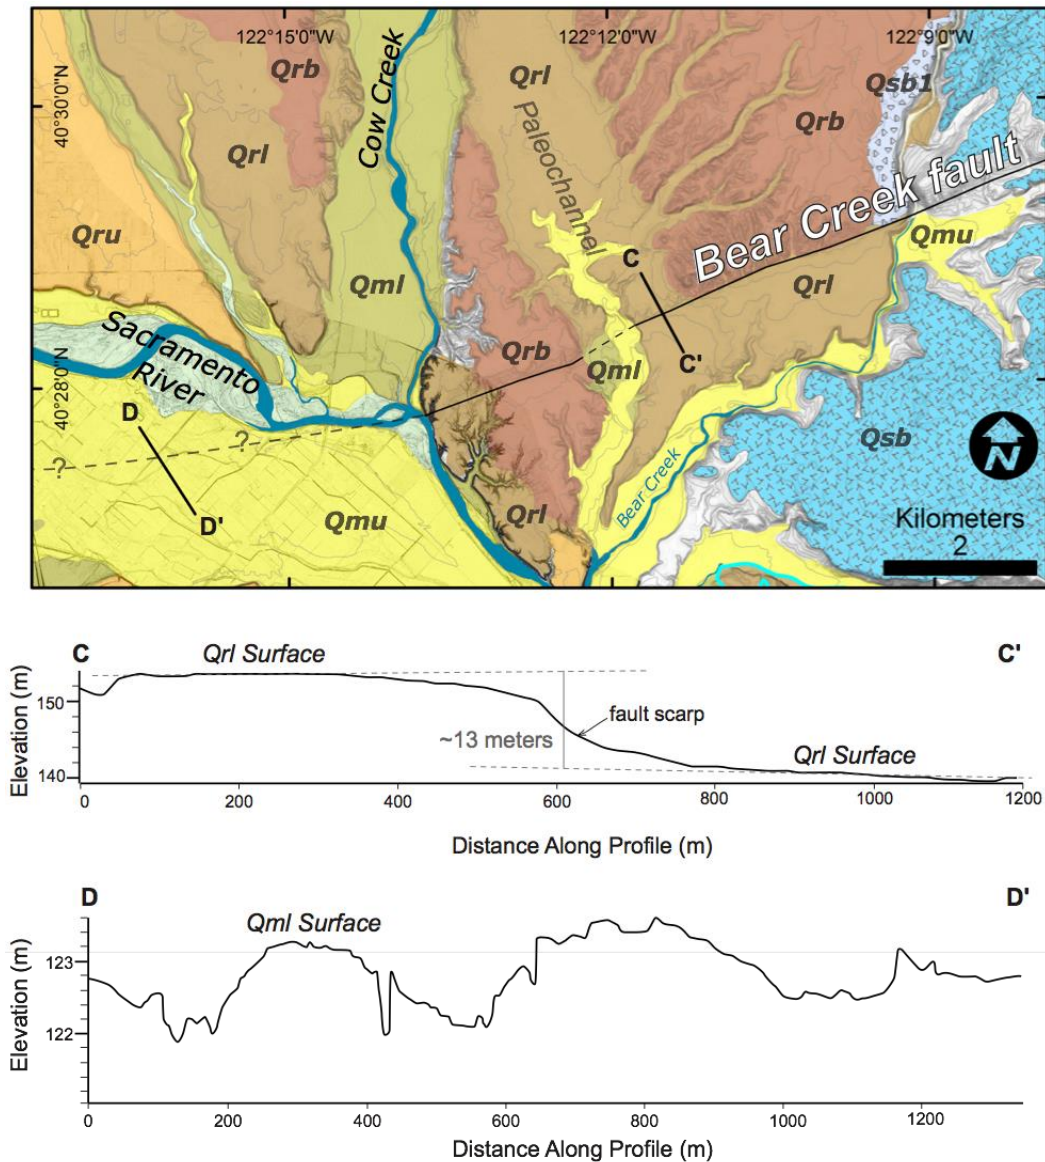 122°15'0"W
122°12'0"W
122°9'0"W
40°30'0"N
40°28'0"N
Qrb
Cow Creek
Qrl
Paleochannel
Qsb1
Qrb
Qrl
Bear Creek fault
Qru
Qml
C
Qmu
Qrl
Sacramento
River
Qrb
Qml
C'
D
?
?
Qsb
N
D'
Qmu
Qrl
Bear Creek
Kilometers
2
C
Qrl Surface
C'
Elevation (m)
150
140
fault scarp
~13 meters
Qrl Surface
0
200
400
600
800
1000
1200
Distance Along Profile (m)
D
D'
Qml Surface
Elevation (m)
123
122
0
200
400
600
800
1000
1200
Distance Along Profile (m)